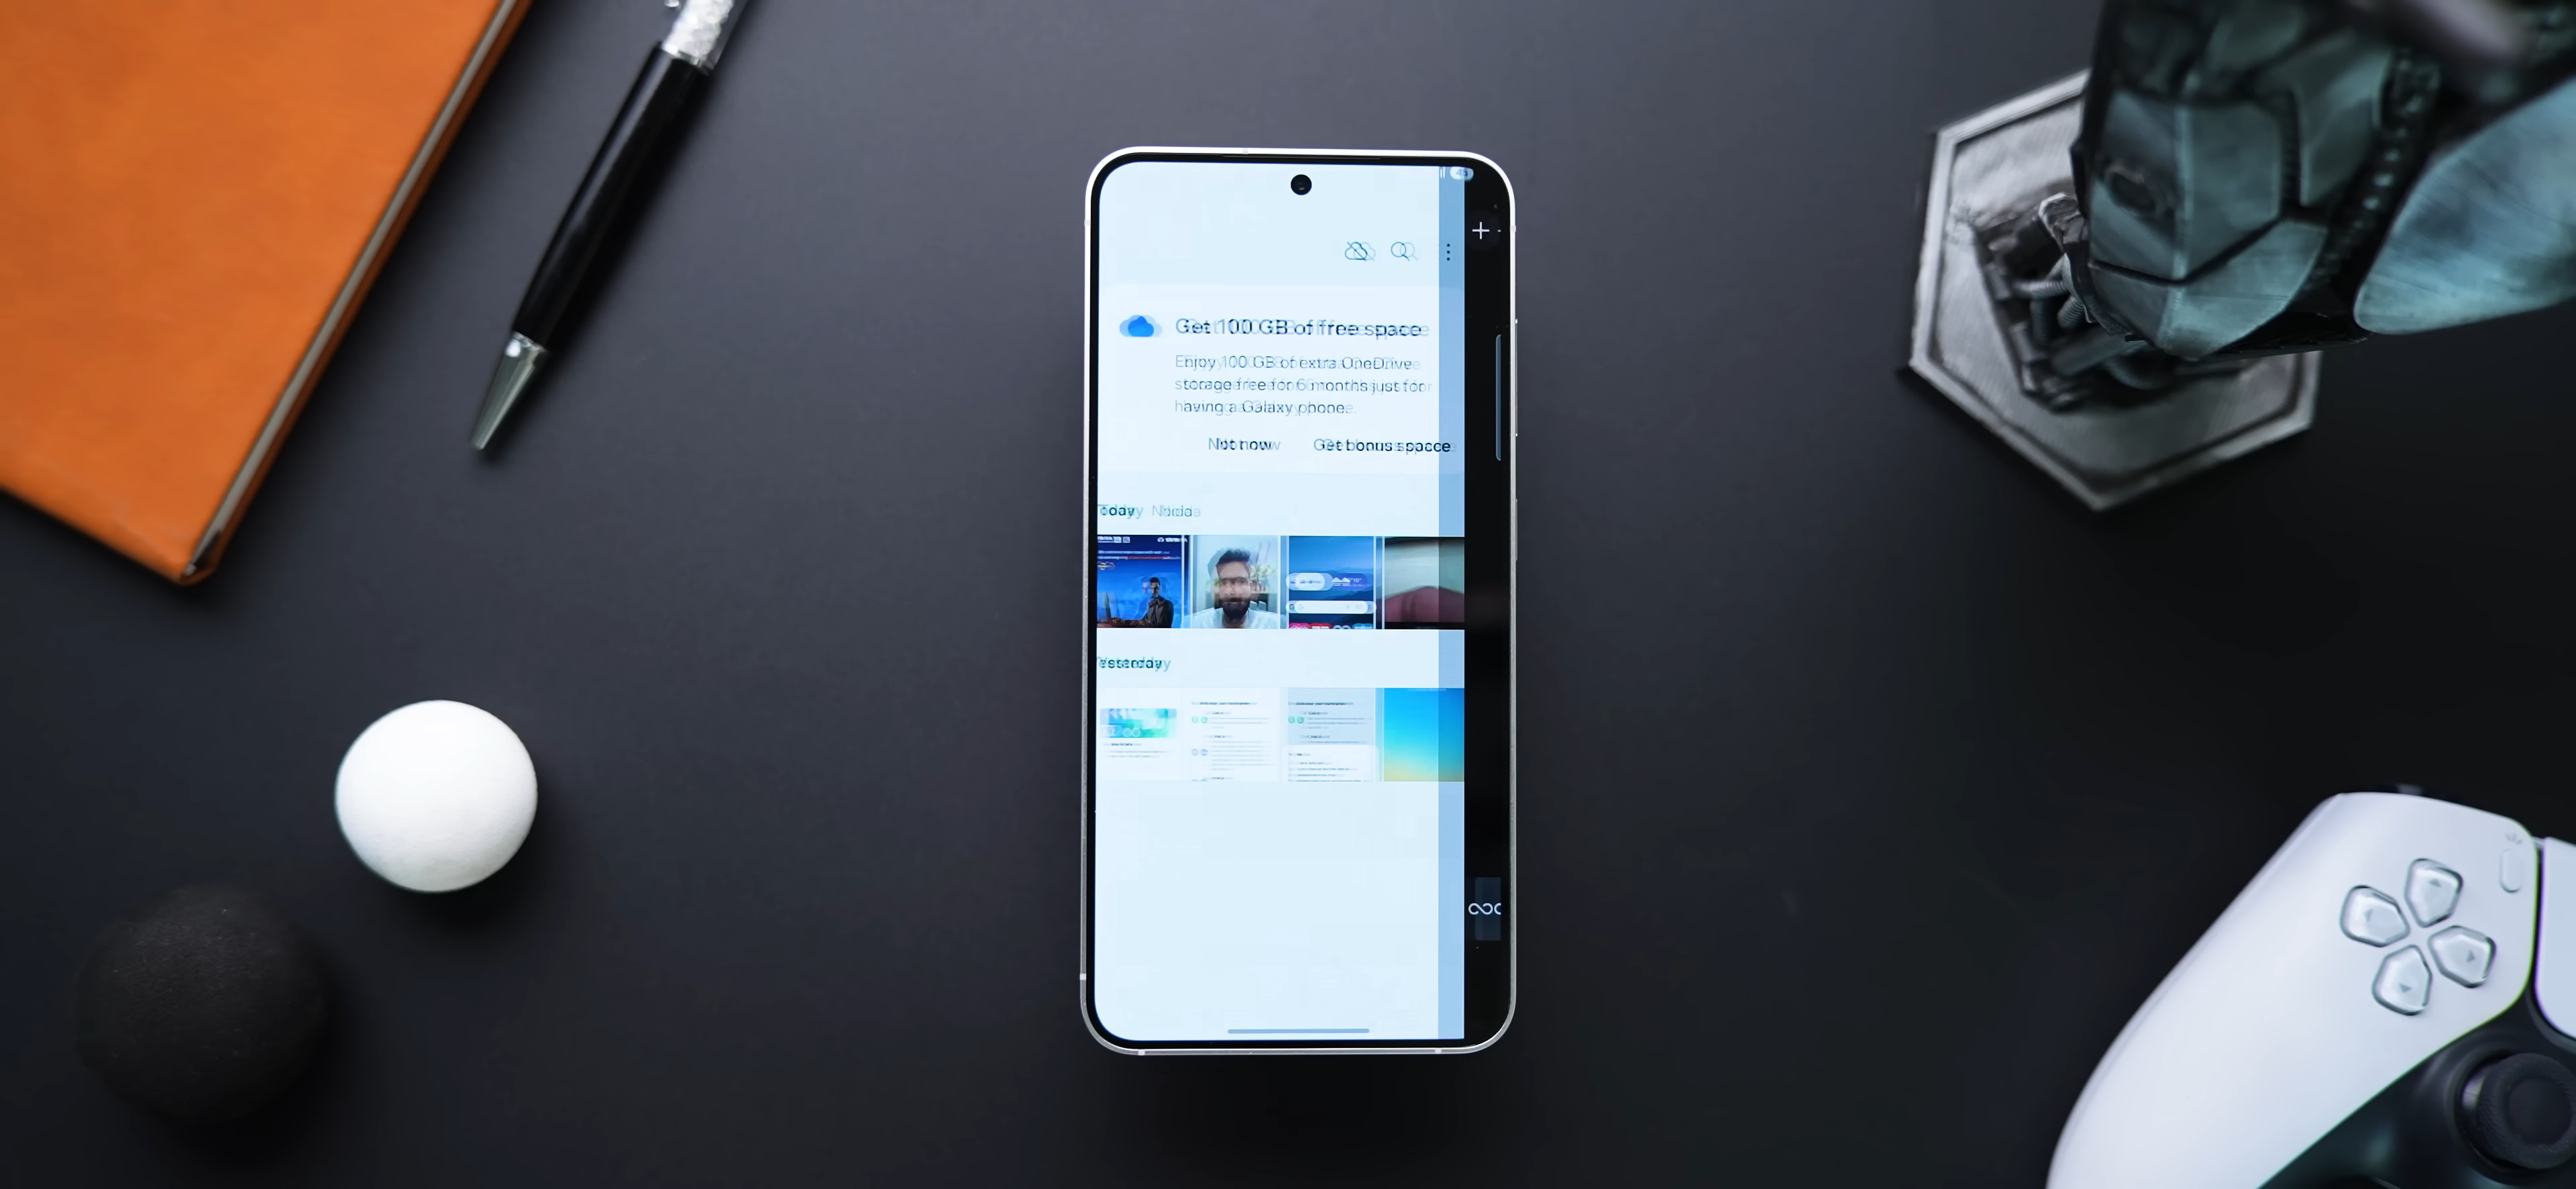 Get 100 GB of free space
Enjoy 100 GB of extra OneDrive
storage free for 6 months just for
having a Galaxy phone.
Not now Get bonus space
Today Noida
Yesterday